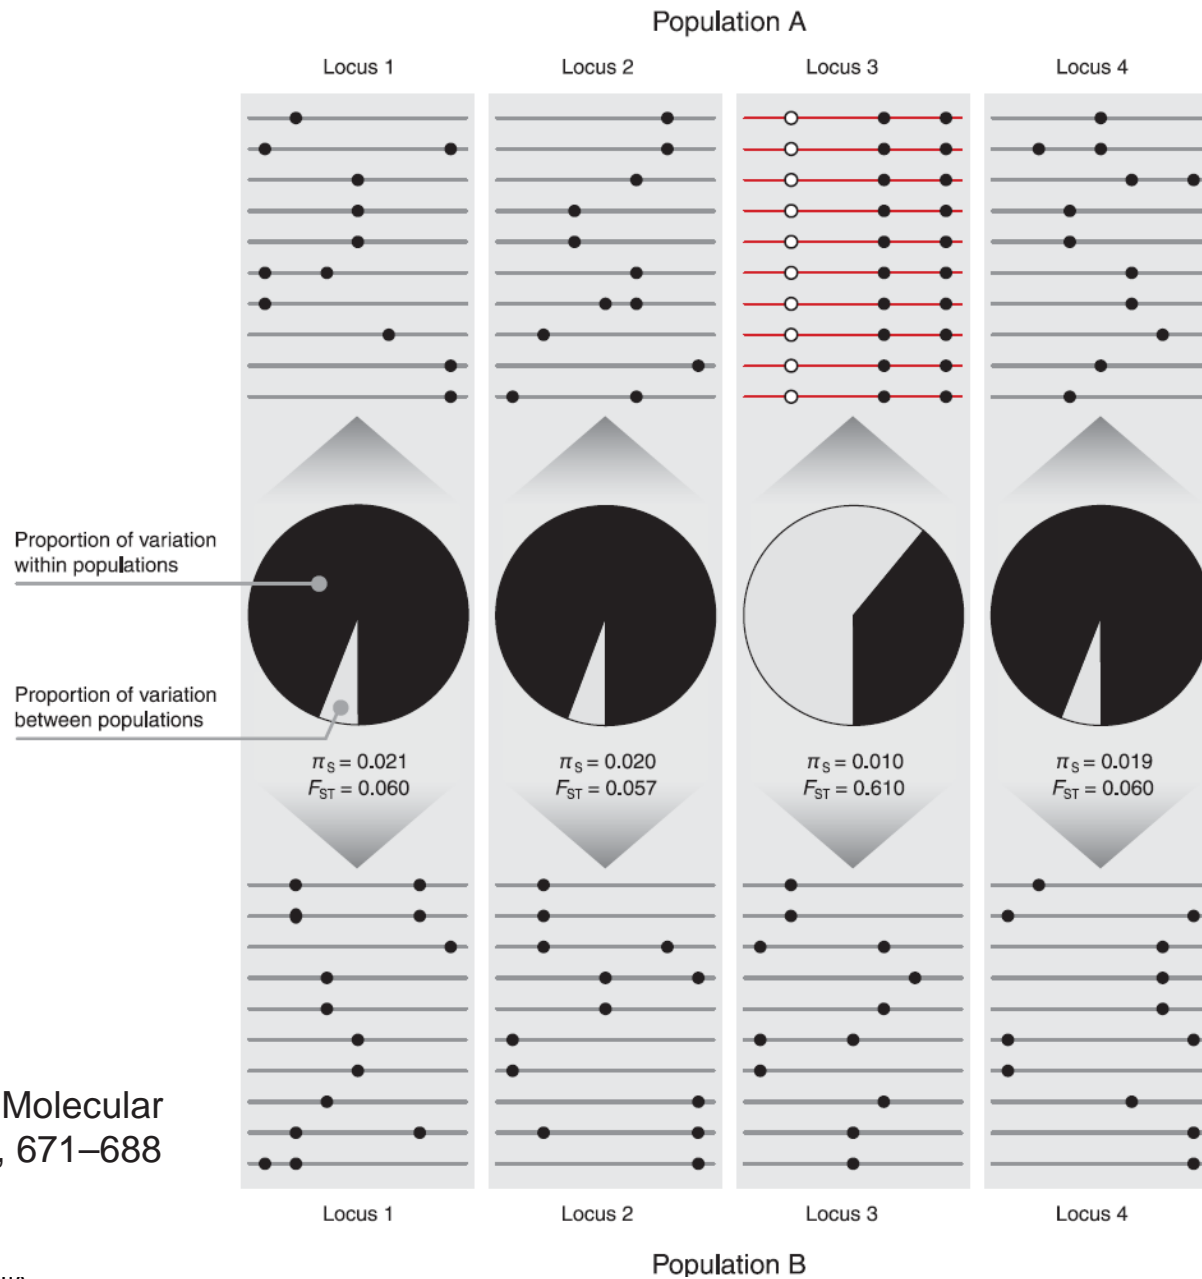 Population A
Locus 1 Locus 2 Locus 3 Locus 4
Proportion of variation
within populations
Proportion of variation
between populations
πS = 0.021 πS = 0.020 πS = 0.010 πS = 0.019
FST = 0.060 FST = 0.057 FST = 0.610 FST = 0.060
Molecular
, 671–688
Locus 1 Locus 2 Locus 3 Locus 4
Population B